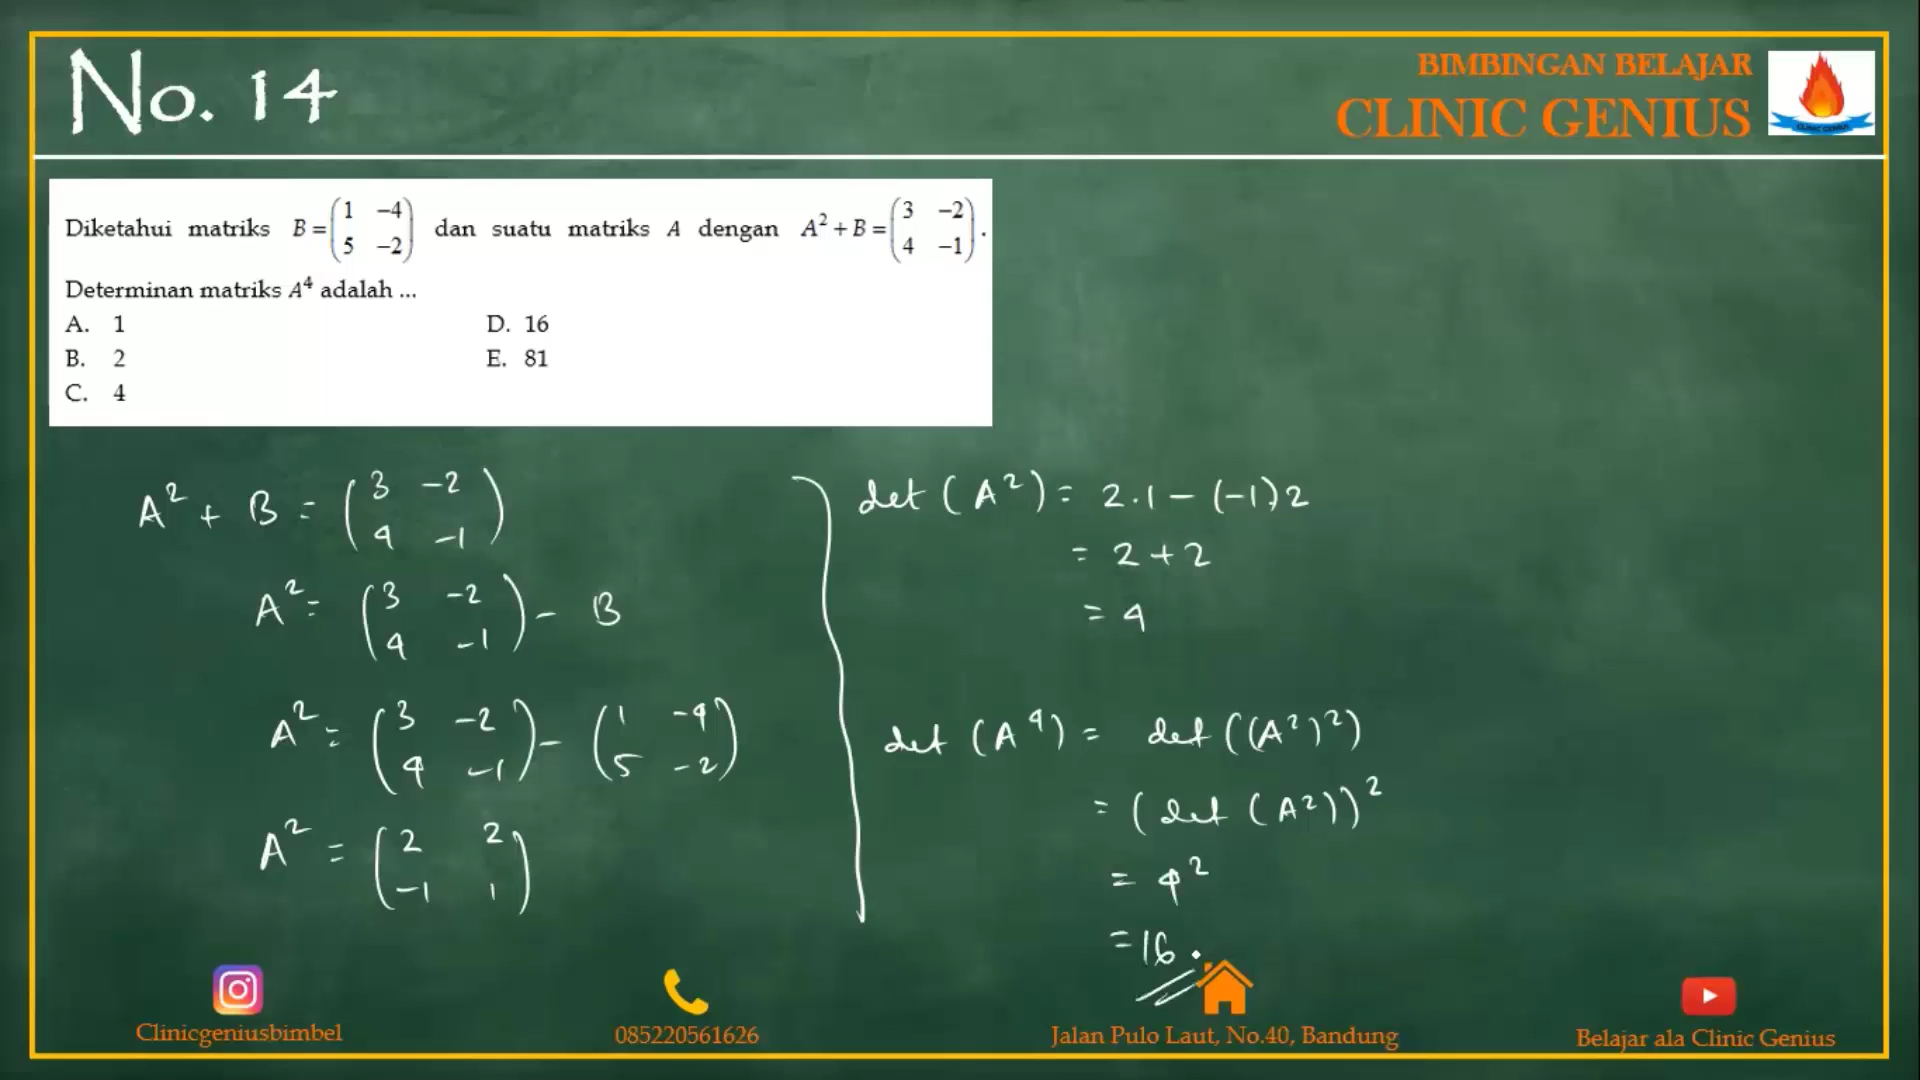 No. 14
BIMBINGAN BELAJAR
CLINIC GENIUS
CLINIC GENIUS
Diketahui matriks B = (1 −4; 5 −2) dan suatu matriks A dengan A² + B = (3 −2; 4 −1).
Determinan matriks A⁴ adalah ...
A. 1
B. 2
C. 4
D. 16
E. 81
A² + B = (3 −2; 4 −1)
A² = (3 −2; 4 −1) − B
A² = (3 −2; 4 −1) − (1 −4; 5 −2)
A² = (2 2; −1 1)
det (A²) = 2.1 − (−1)2
= 2 + 2
= 4
det (A⁴) = det ((A²)²)
= (det (A²))²
= 4²
= 16.
Clinicgeniusbimbel
085220561626
Jalan Pulo Laut, No.40, Bandung
Belajar ala Clinic Genius